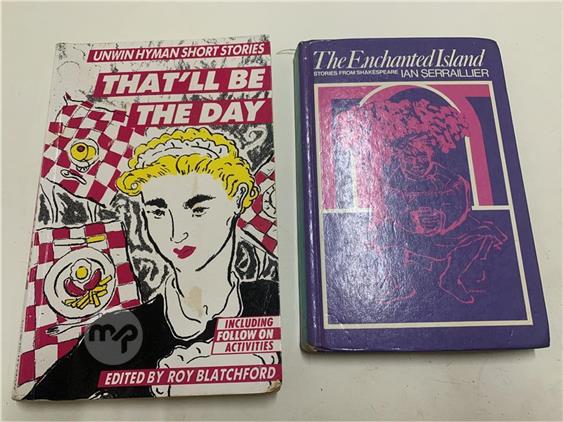 UNWIN HYMAN SHORT STORIES
THAT'LL BE
THE DAY
INCLUDING
FOLLOW ON
ACTIVITIES
EDITED BY ROY BLATCHFORD
mp
The Enchanted Island
STORIES FROM SHAKESPEARE IAN SERRAILLIER